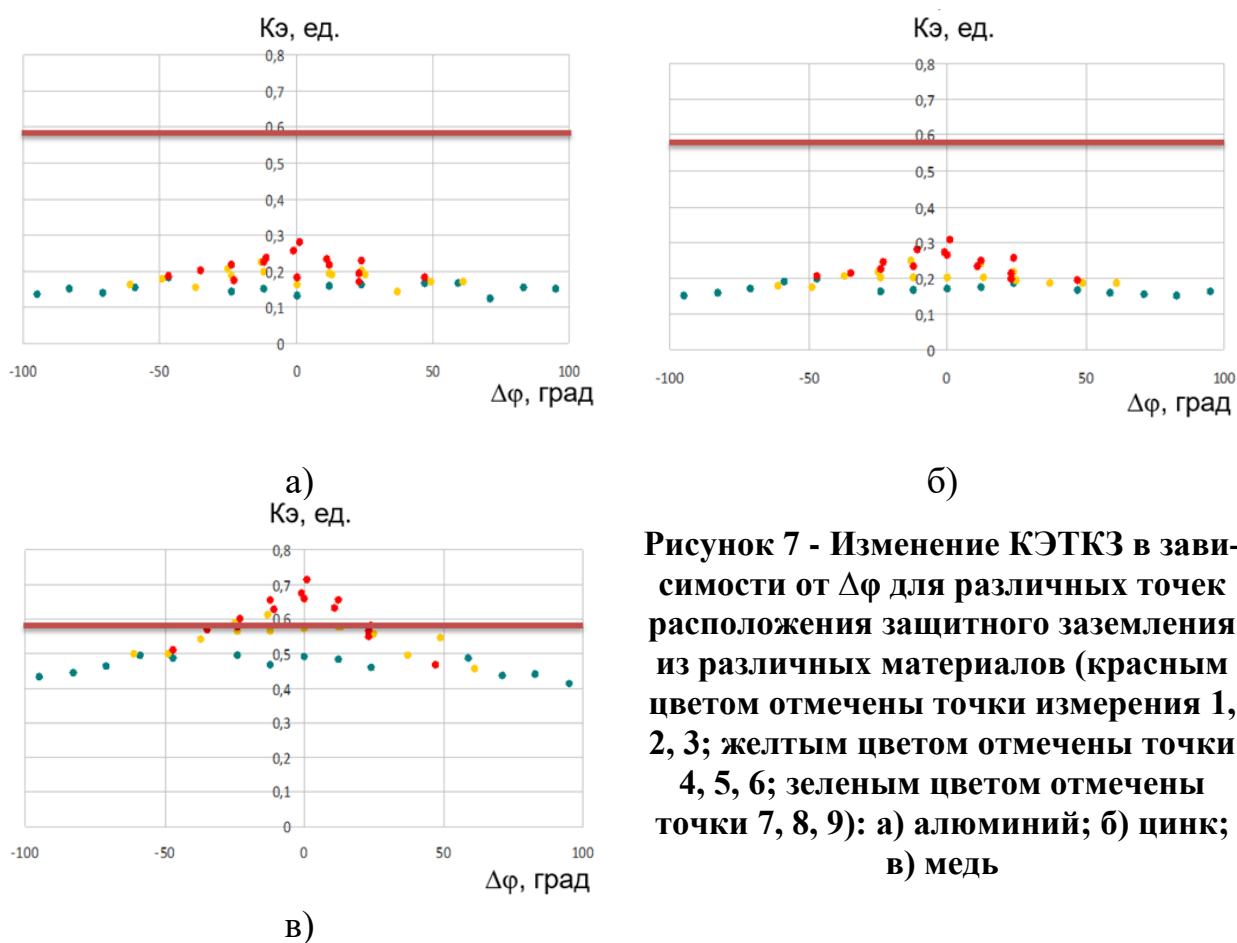 Кэ, ед.
0,8
0,7
0,6
0,5
0,4
0,3
0,2
0,1
0
-100 -50 0 50 100
Δφ, град
а)
Кэ, ед.
0,8
0,7
0,6
0,5
0,4
0,3
0,2
0,1
0
-100 -50 0 50 100
Δφ, град
б)
Кэ, ед.
0,8
0,7
0,6
0,5
0,4
0,3
0,2
0,1
0
-100 -50 0 50 100
Δφ, град
в)
Рисунок 7 - Изменение КЭТКЗ в зави-
симости от Δφ для различных точек
расположения защитного заземления
из различных материалов (красным
цветом отмечены точки измерения 1,
2, 3; желтым цветом отмечены точки
4, 5, 6; зеленым цветом отмечены
точки 7, 8, 9): а) алюминий; б) цинк;
в) медь